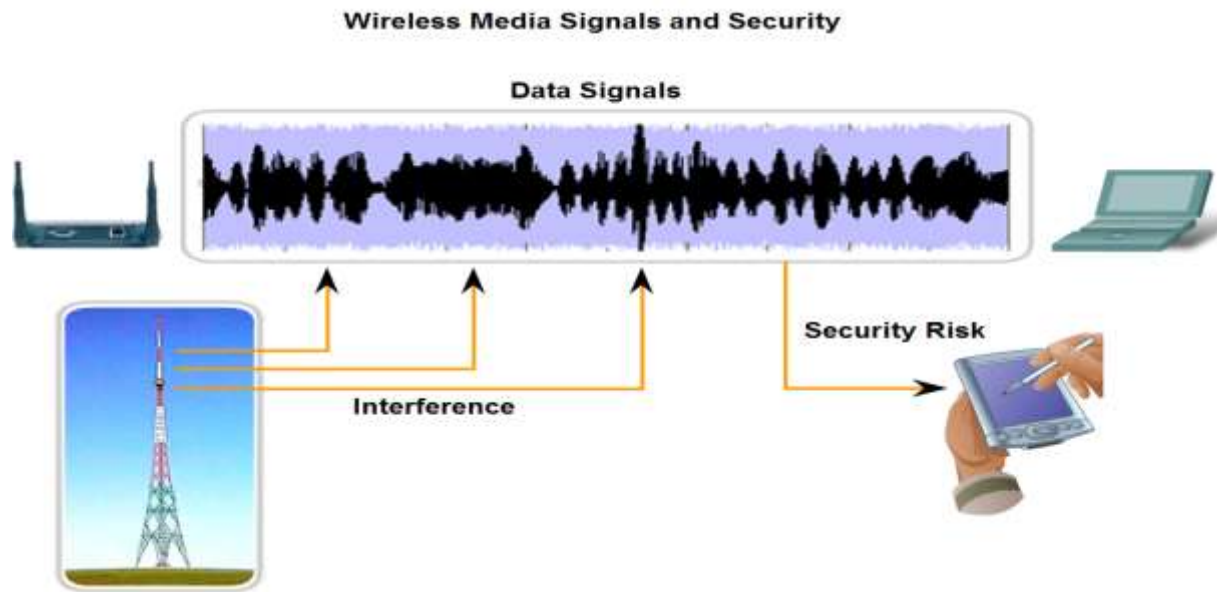 Wireless Media Signals and Security
Data Signals
Security Risk
Interference